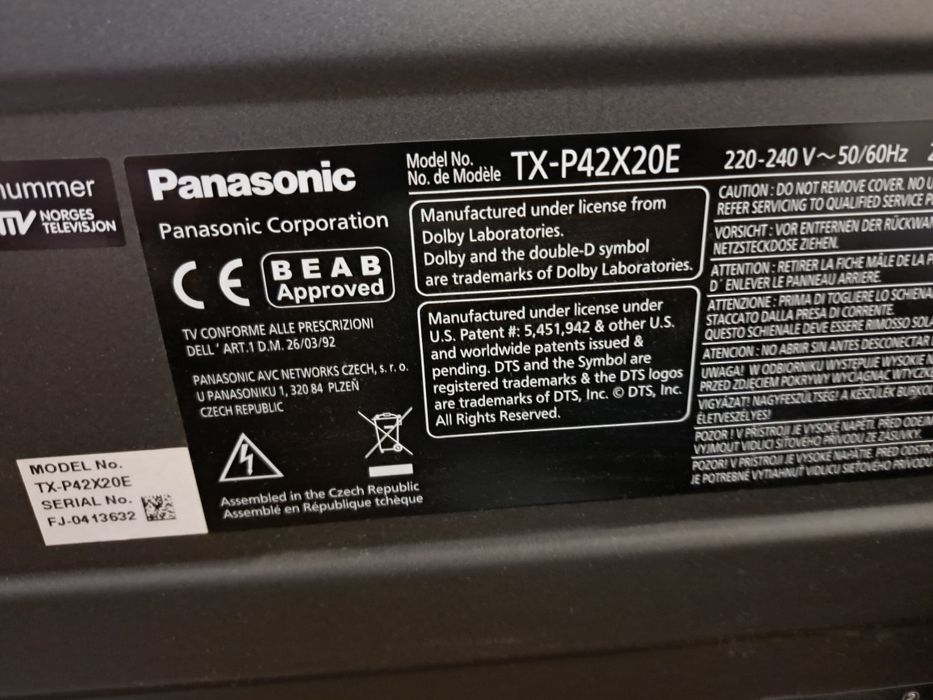 nummer
TV NORGES
TELEVISJON
Panasonic
Panasonic Corporation
CE
BEAB
Approved
TV CONFORME ALLE PRESCRIZIONI
DELL ' ART.1 D.M. 26/03/92
PANASONIC AVC NETWORKS CZECH, s. r. o.
U PANASONIKU 1, 320 84 PLZEŇ
CZECH REPUBLIC
Assembled in the Czech Republic
Assemblé en République tchèque
MODEL No.
TX-P42X20E
SERIAL No.
FJ-0413632
Model No.
No. de Modèle
TX-P42X20E
220-240 V~50/60Hz
Manufactured under license from
Dolby Laboratories.
Dolby and the double-D symbol
are trademarks of Dolby Laboratories.
Manufactured under license under
U.S. Patent #: 5,451,942 & other U.S.
and worldwide patents issued &
pending. DTS and the Symbol are
registered trademarks & the DTS logos
are trademarks of DTS, Inc. © DTS, Inc.
All Rights Reserved.
CAUTION : DO NOT REMOVE COVER. NO U
REFER SERVICING TO QUALIFIED SERVICE P
VORSICHT : VOR ENTFERNEN DER RÜCKWAN
NETZSTECKDOSE ZIEHEN.
ATTENTION : RETIRER LA FICHE MÂLE DE LA P
D ' ENLEVER LE PANNEAU ARRIERE.
ATTENZIONE : PRIMA DI TOGLIERE LO SCHIENA
STACCATO DALLA PRESA DI CORRENTE.
QUESTO SCHIENALE DEVE ESSERE RIMOSSO SOLA
ATENCION : NO ABRIR SIN ANTES DESCONECTAR
UWAGA! W ODBIORNIKU WYSTĘPUJE WYSOKIE N
PRZED ZDJĘCIEM POKRYWY WYCIĄGNĄĆ WTYCZK
VIGYÁZAT! NAGYFESZÜLTSÉG! A KÉSZÜLÉK BURKOL
ÉLETVESZÉLYES!
POZOR ! V PŘÍSTROJI JE VYSOKÉ NAPĚTÍ. PŘED ODEJM
VYJMOUT VIDLICI SÍŤOVÉHO PŘÍVODU ZE ZÁSUVKY.
POZOR! V PRÍSTROJI JE VYSOKÉ NAPÄTIE. PRED ODSTRA
JE POTREBNÉ VYTIAHNUŤ VIDLICU SIEŤOVÉHO PRÍVODU